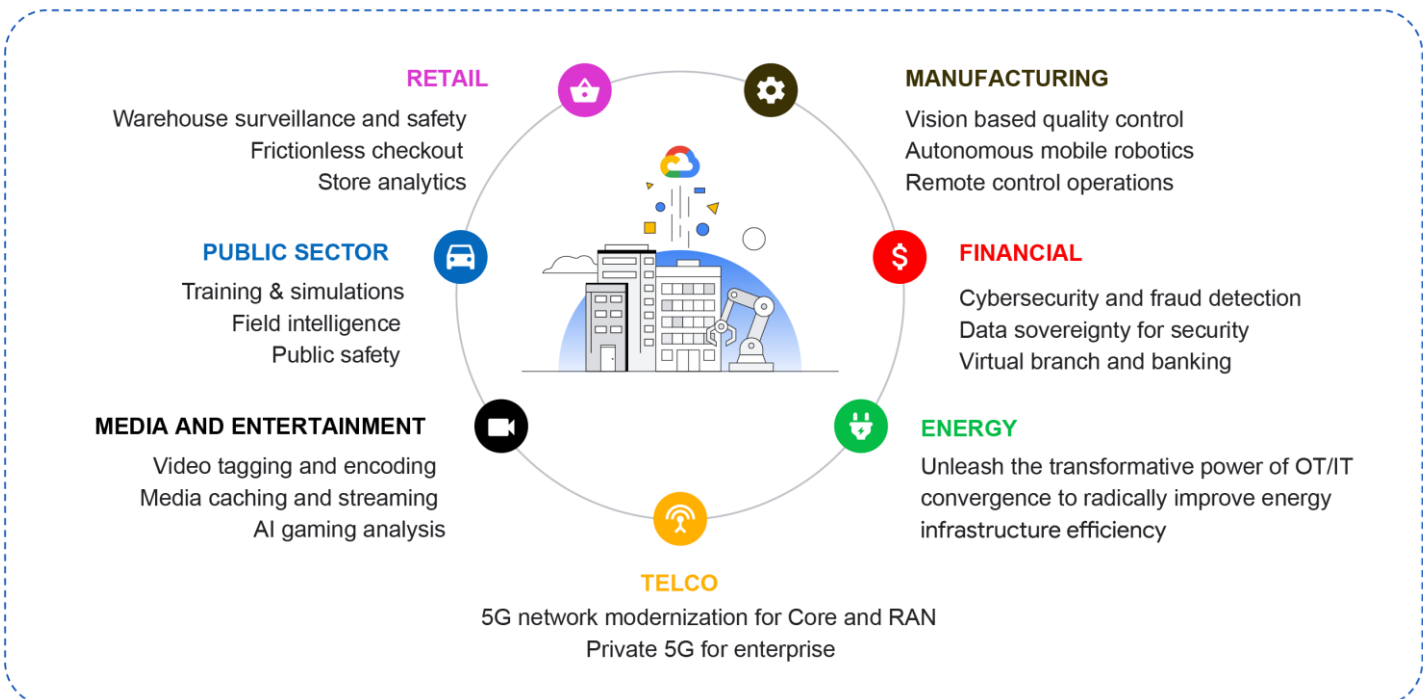 RETAIL
Warehouse surveillance and safety
Frictionless checkout
Store analytics
MANUFACTURING
Vision based quality control
Autonomous mobile robotics
Remote control operations
PUBLIC SECTOR
Training & simulations
Field intelligence
Public safety
FINANCIAL
Cybersecurity and fraud detection
Data sovereignty for security
Virtual branch and banking
MEDIA AND ENTERTAINMENT
Video tagging and encoding
Media caching and streaming
AI gaming analysis
ENERGY
Unleash the transformative power of OT/IT
convergence to radically improve energy
infrastructure efficiency
TELCO
5G network modernization for Core and RAN
Private 5G for enterprise